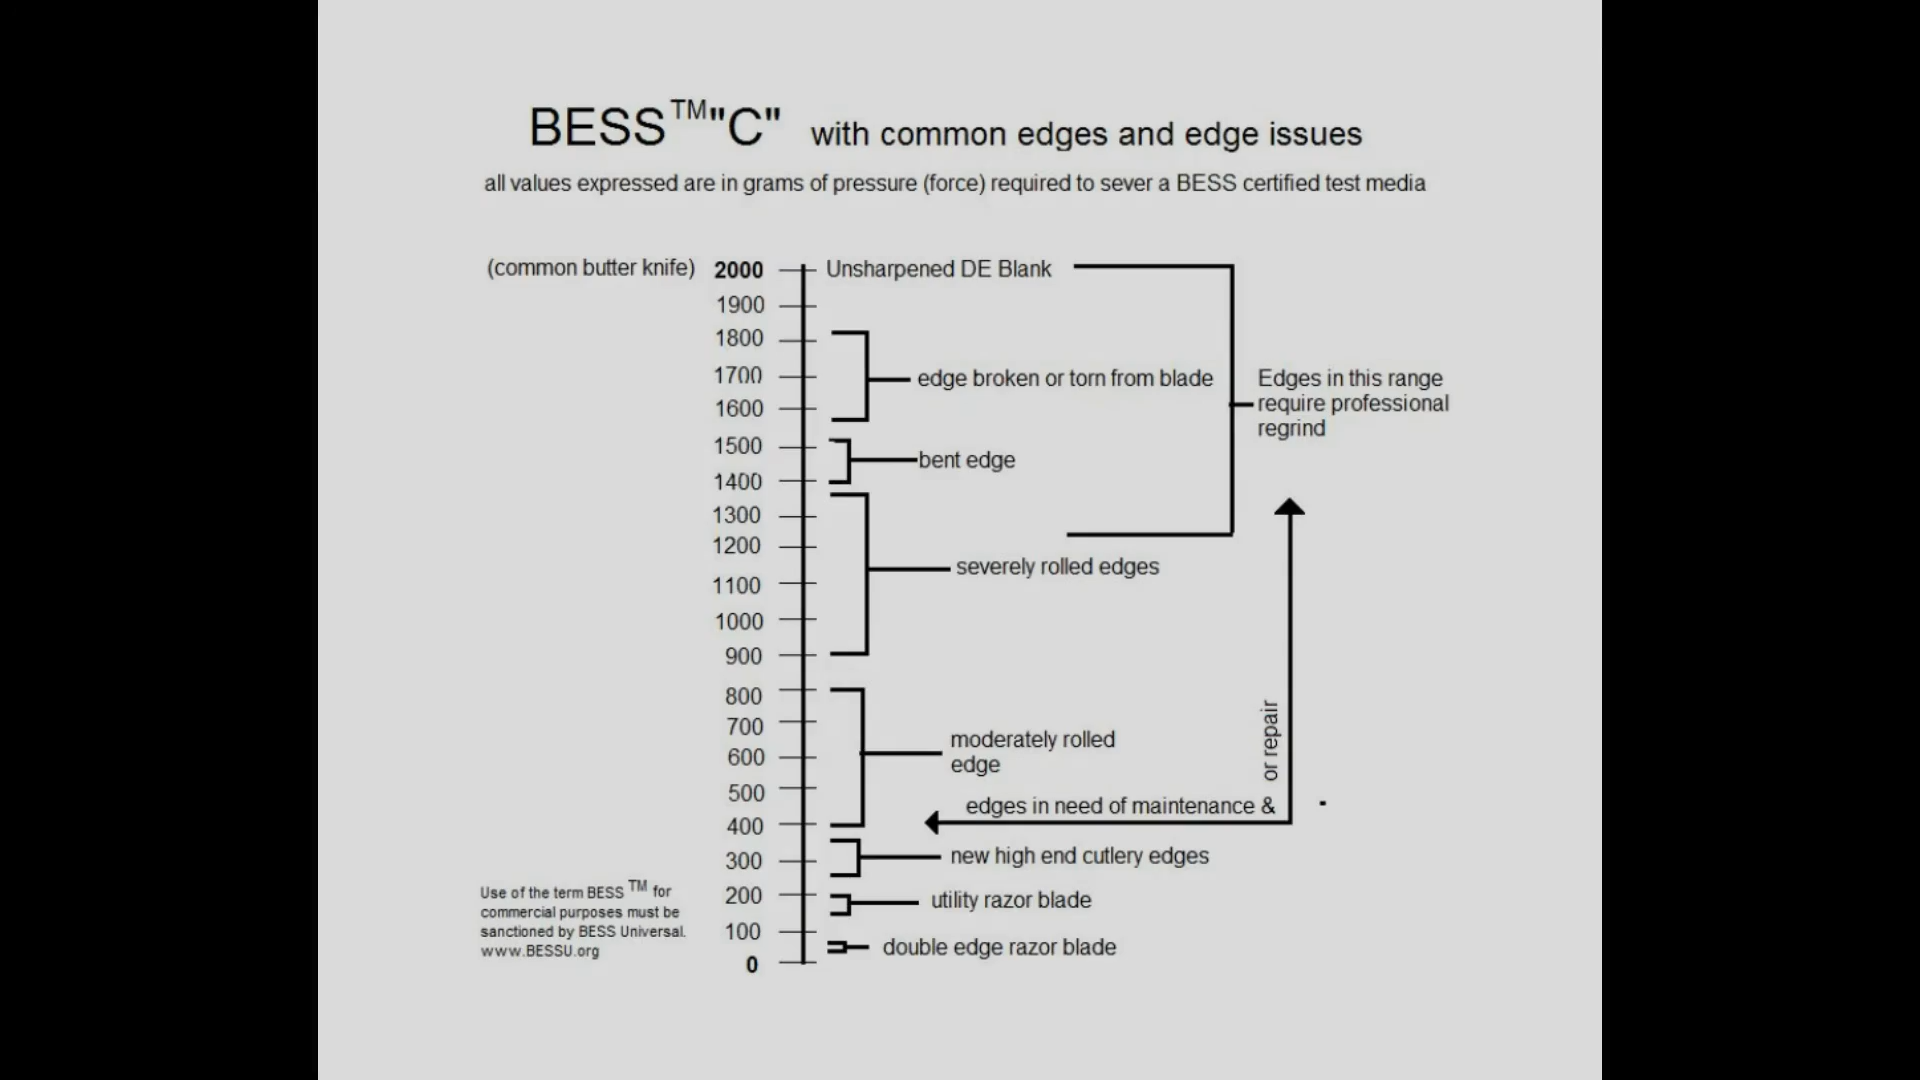 BESS™"C" with common edges and edge issues
all values expressed are in grams of pressure (force) required to sever a BESS certified test media
(common butter knife) 2000 Unsharpened DE Blank
1900
1800
1700 edge broken or torn from blade
Edges in this range
require professional
regrind
1600
1500
bent edge
1400
1300
1200
severely rolled edges
1100
1000
900
800
700
moderately rolled
edge
600
500
edges in need of maintenance &
or repair
400
300 new high end cutlery edges
200 utility razor blade
100
double edge razor blade
0
Use of the term BESS ™ for
commercial purposes must be
sanctioned by BESS Universal.
www.BESSU.org